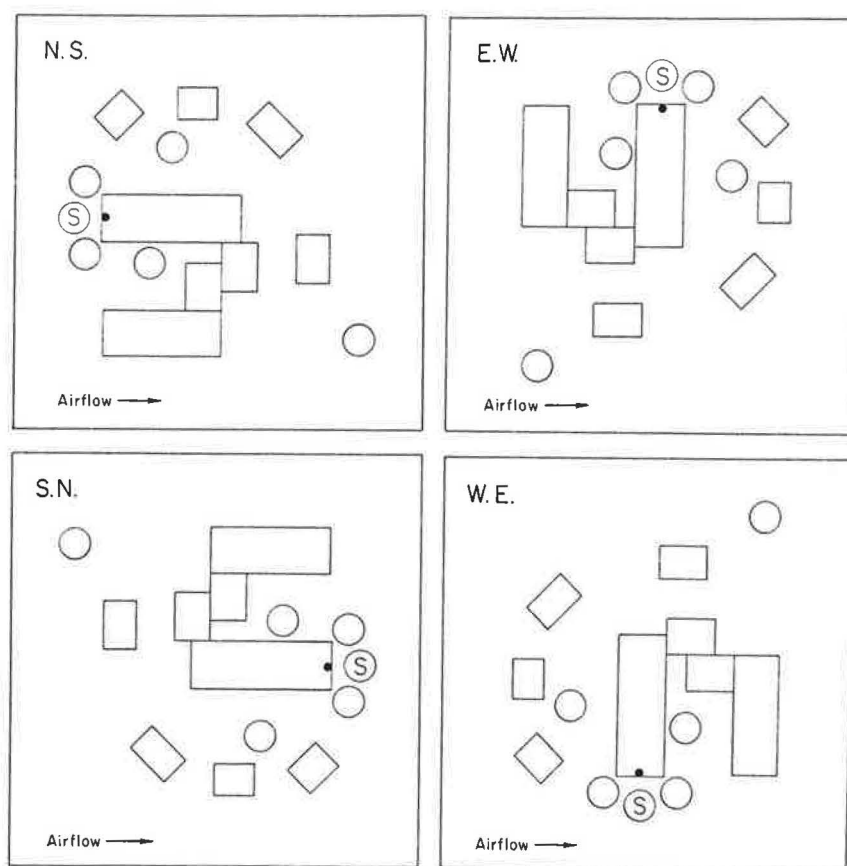 N.S.
S
Airflow
E.W.
S
Airflow
S.N.
S
Airflow
W.E.
S
Airflow